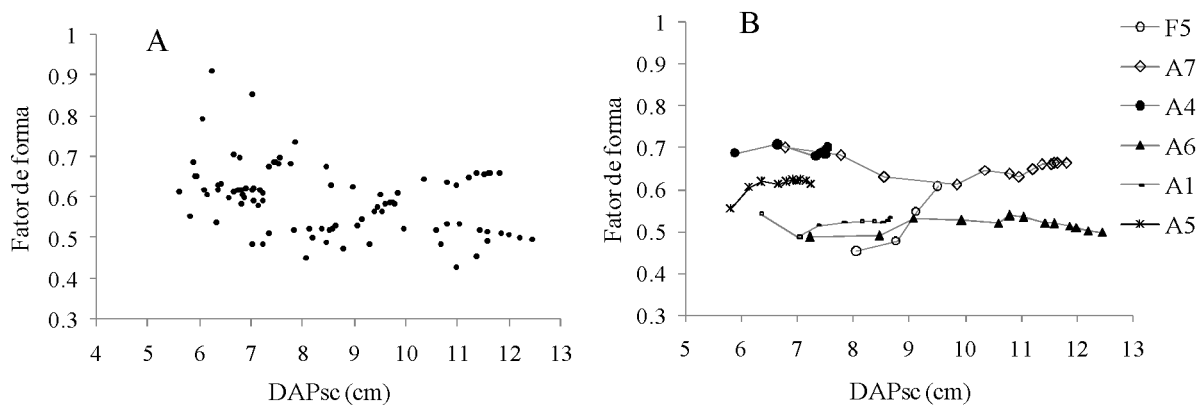 A
Fator de forma
1
0.9
0.8
0.7
0.6
0.5
0.4
0.3
4 5 6 7 8 9 10 11 12 13
DAPsc (cm)
B
Fator de forma
1
0.9
0.8
0.7
0.6
0.5
0.4
0.3
5 6 7 8 9 10 11 12 13
DAPsc (cm)
F5
A7
A4
A6
A1
A5